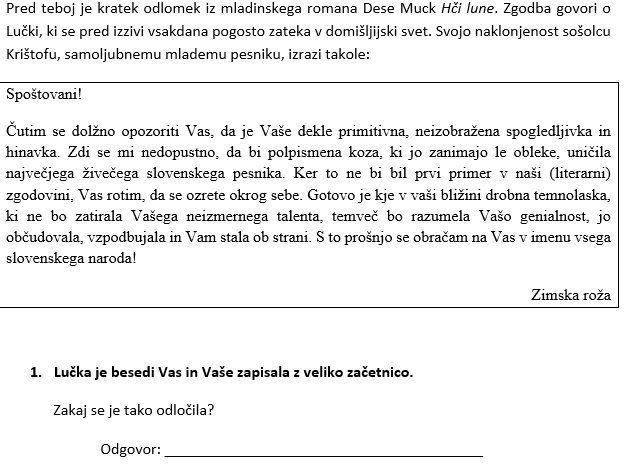 Pred teboj je kratek odlomek iz mladinskega romana Dese Muck Hči lune. Zgodba govori o
Lučki, ki se pred izzivi vsakdana pogosto zateka v domišljijski svet. Svojo naklonjenost sošolcu
Krištofu, samoljubnemu mlademu pesniku, izrazi takole:
Spoštovani!
Čutim se dolžno opozoriti Vas, da je Vaše dekle primitivna, neizobražena spogledljivka in
hinavka. Zdi se mi nedopustno, da bi polpismena koza, ki jo zanimajo le obleke, uničila
največjega živečega slovenskega pesnika. Ker to ne bi bil prvi primer v naši (literarni)
zgodovini, Vas rotim, da se ozrete okrog sebe. Gotovo je kje v vaši bližini drobna temnolaska,
ki ne bo zatirala Vašega neizmernega talenta, temveč bo razumela Vašo genialnost, jo
občudovala, vzpodbujala in Vam stala ob strani. S to prošnjo se obračam na Vas v imenu vsega
slovenskega naroda!
Zimska roža
1. Lučka je besedi Vas in Vaše zapisala z veliko začetnico.
Zakaj se je tako odločila?
Odgovor: ___________________________________________